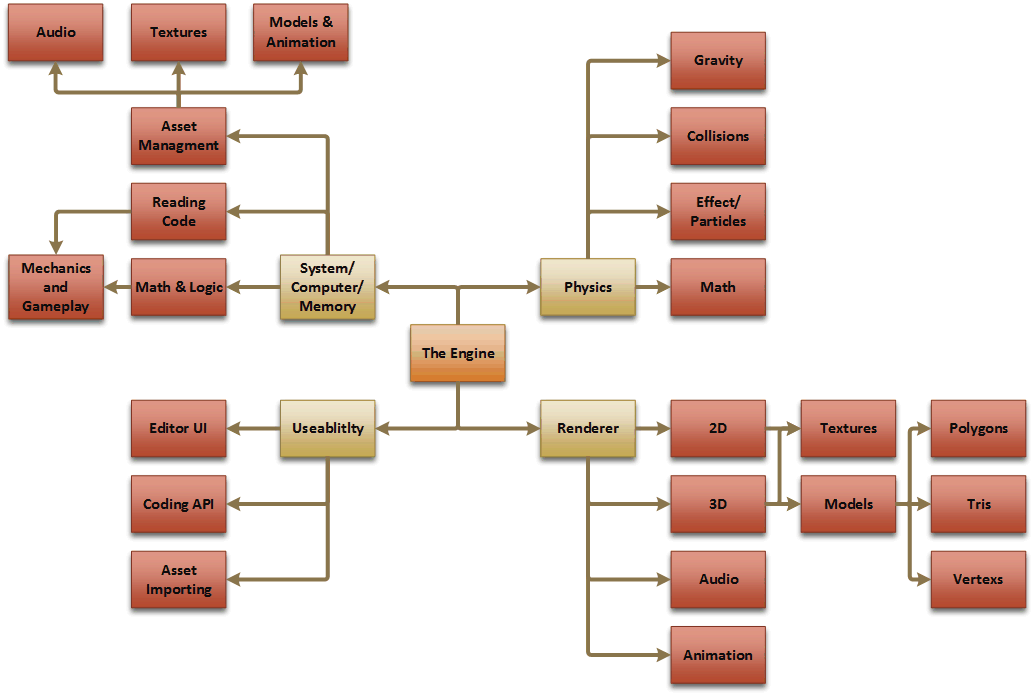 Audio
Textures
Models &
Animation
Gravity
Asset
Managment
Collisions
Reading
Code
Effect/
Particles
Mechanics
and
Gameplay
Math & Logic
System/
Computer/
Memory
Physics
Math
The Engine
Editor UI
UseablitIty
Renderer
2D
Textures
Polygons
Coding API
3D
Models
Tris
Asset
Importing
Audio
Vertexs
Animation